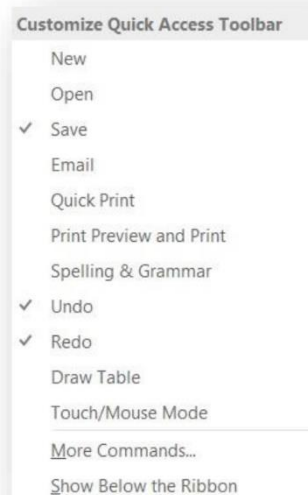 Customize Quick Access Toolbar
New
Open
Save
Email
Quick Print
Print Preview and Print
Spelling & Grammar
Undo
Redo
Draw Table
Touch/Mouse Mode
More Commands...
Show Below the Ribbon